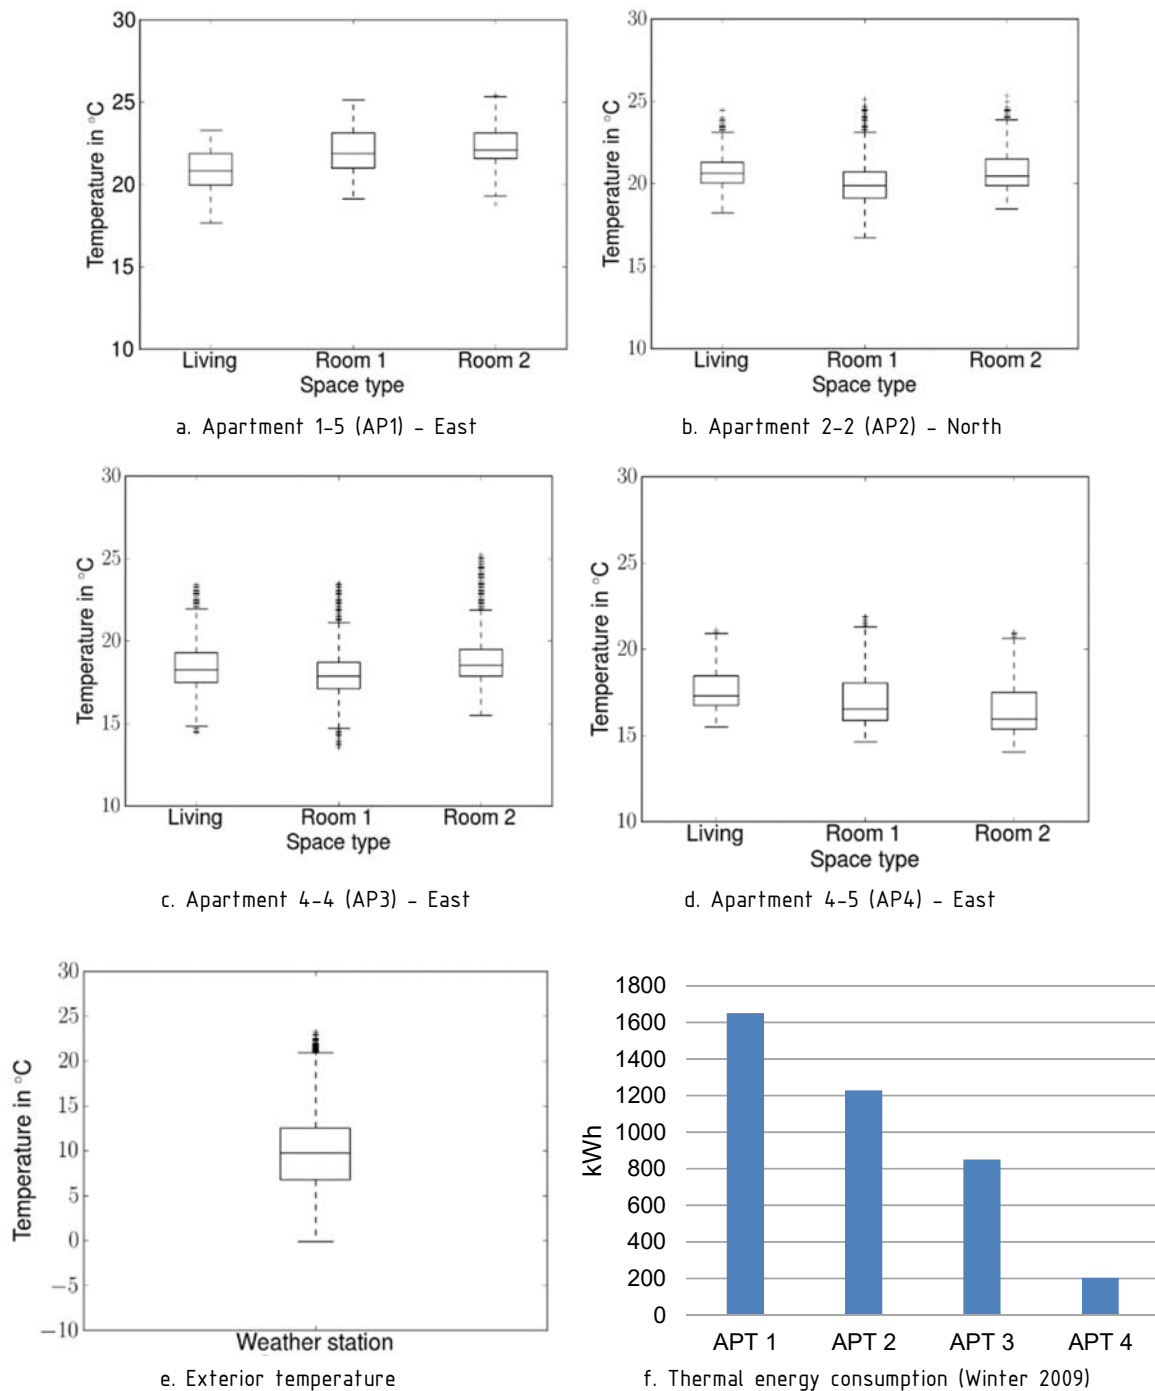 30
25
20
15
10
Temperature in °C
Living Room 1 Room 2
Space type
a. Apartment 1-5 (AP1) - East
30
25
20
15
10
Temperature in °C
Living Room 1 Room 2
Space type
b. Apartment 2-2 (AP2) - North
30
25
20
15
10
Temperature in °C
Living Room 1 Room 2
Space type
c. Apartment 4-4 (AP3) - East
30
25
20
15
10
Temperature in °C
Living Room 1 Room 2
Space type
d. Apartment 4-5 (AP4) - East
30
25
20
15
10
5
0
−5
−10
Temperature in °C
Weather station
e. Exterior temperature
1800
1600
1400
1200
1000
800
600
400
200
0
kWh
APT 1 APT 2 APT 3 APT 4
f. Thermal energy consumption (Winter 2009)